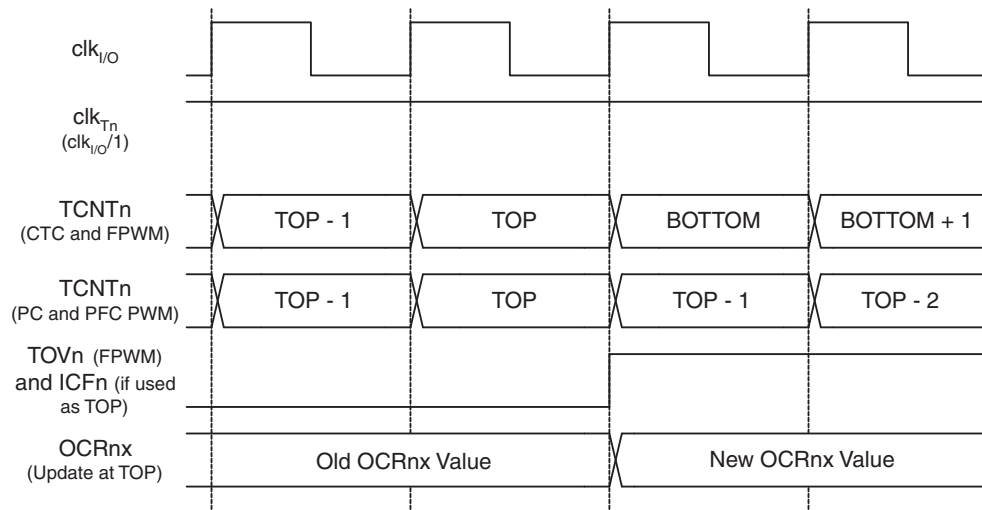 clkI/O
clkTn
(clkI/O/1)
TCNTn
(CTC and FPWM)
TOP - 1
TOP
BOTTOM
BOTTOM + 1
TCNTn
(PC and PFC PWM)
TOP - 1
TOP
TOP - 1
TOP - 2
TOVn (FPWM)
and ICFn (if used
as TOP)
OCRnx
(Update at TOP)
Old OCRnx Value
New OCRnx Value